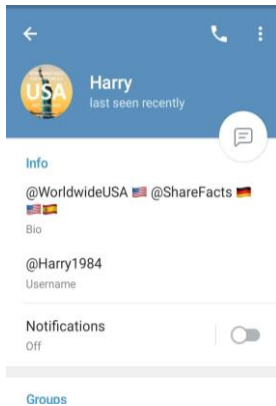 USA
Harry
last seen recently
Info
@WorldwideUSA 🇺🇸 @ShareFacts 🇩🇪
🇺🇸🇪🇸
Bio
@Harry1984
Username
Notifications
Off
Groups